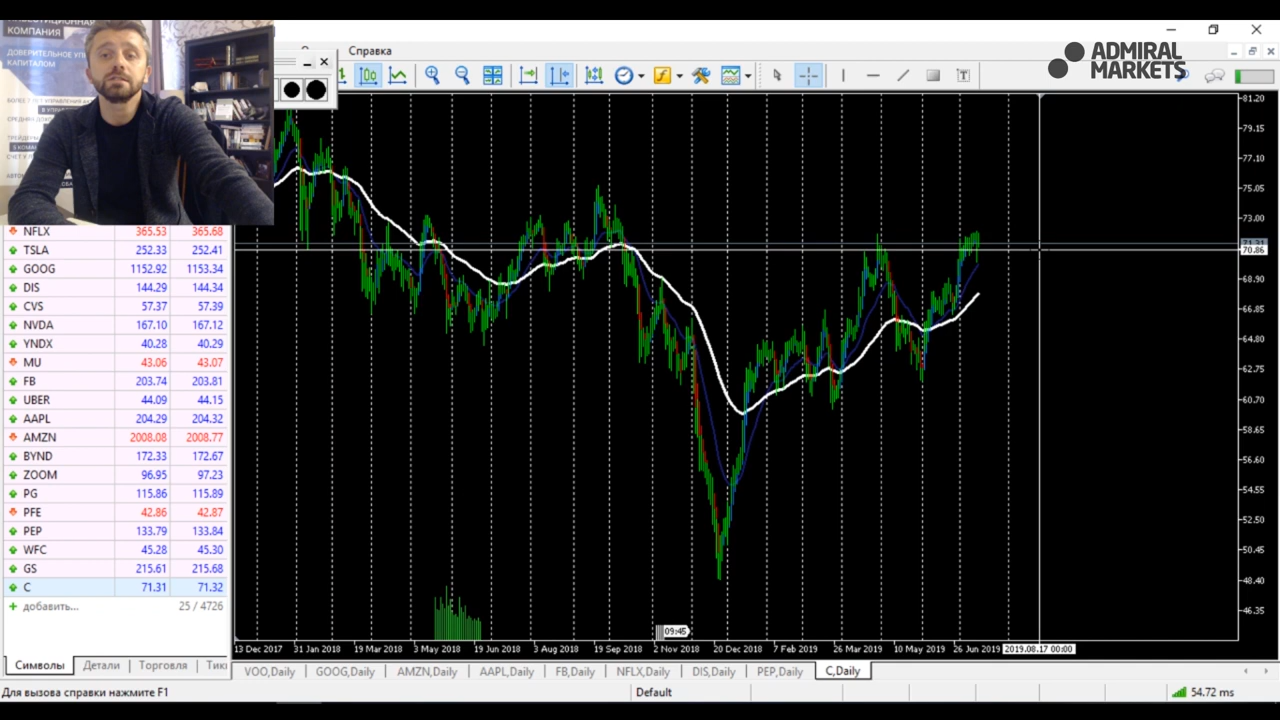 ИНВЕСТИЦИОННАЯ
КОМПАНИЯ
ДОВЕРИТЕЛЬНОЕ
КАПИТАЛОМ
Справка
ADMIRAL
MARKETS
NFLX 365.53 365.68
TSLA 252.33 252.41
GOOG 1152.92 1153.34
DIS 144.29 144.34
CVS 57.37 57.39
NVDA 167.10 167.12
YNDX 40.28 40.29
MU 43.06 43.07
FB 203.74 203.81
UBER 44.09 44.15
AAPL 204.29 204.32
AMZN 2008.08 2008.77
BYND 172.33 172.67
ZOOM 96.95 97.23
PG 115.86 115.89
PFE 42.86 42.87
PEP 133.79 133.84
WFC 45.28 45.30
GS 215.61 215.68
C 71.31 71.32
+ добавить... 25 / 4726
Символы Детали Торговля Тики
81.20
79.15
77.10
75.05
73.00
71.31
70.86
68.90
66.85
64.80
62.75
60.70
58.65
56.60
54.55
52.50
50.45
48.40
46.35
09:45
13 Dec 2017 31 Jan 2018 19 Mar 2018 3 May 2018 19 Jun 2018 3 Aug 2018 19 Sep 2018 2 Nov 2018 20 Dec 2018 7 Feb 2019 26 Mar 2019 10 May 2019 26 Jun 2019 2019.08.17 00:00
VOO,Daily GOOG,Daily AMZN,Daily AAPL,Daily FB,Daily NFLX,Daily DIS,Daily PEP,Daily C,Daily
Для вызова справки нажмите F1 Default 54.72 ms